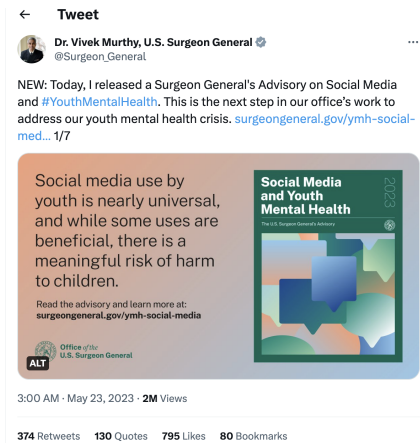 Tweet
Dr. Vivek Murthy, U.S. Surgeon General
@Surgeon_General
NEW: Today, I released a Surgeon General's Advisory on Social Media
and #YouthMentalHealth. This is the next step in our office's work to
address our youth mental health crisis. surgeongeneral.gov/ymh-social-
med... 1/7
Social media use by
youth is nearly universal,
and while some uses are
beneficial, there is a
meaningful risk of harm
to children.
Read the advisory and learn more at:
surgeongeneral.gov/ymh-social-media
Office of the
U.S. Surgeon General
ALT
Social Media
and Youth
Mental Health
2023
The U.S. Surgeon General's Advisory
3:00 AM · May 23, 2023 · 2M Views
374 Retweets 130 Quotes 795 Likes 80 Bookmarks